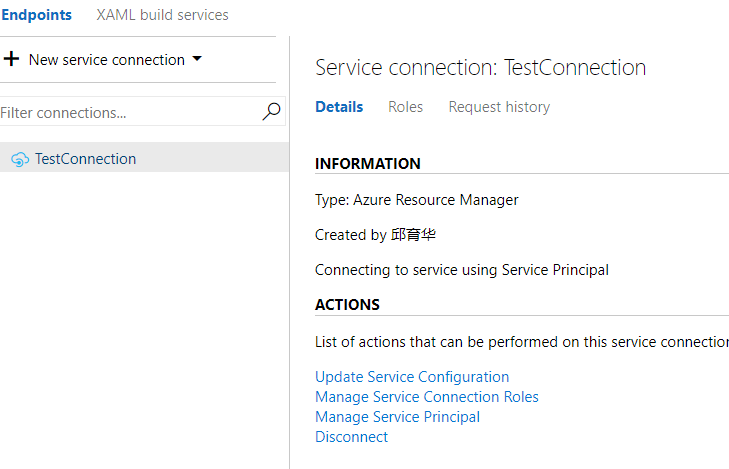 Endpoints XAML build services
New service connection
Filter connections...
TestConnection
Service connection: TestConnection
Details Roles Request history
INFORMATION
Type: Azure Resource Manager
Created by 邱育华
Connecting to service using Service Principal
ACTIONS
List of actions that can be performed on this service connection
Update Service Configuration
Manage Service Connection Roles
Manage Service Principal
Disconnect